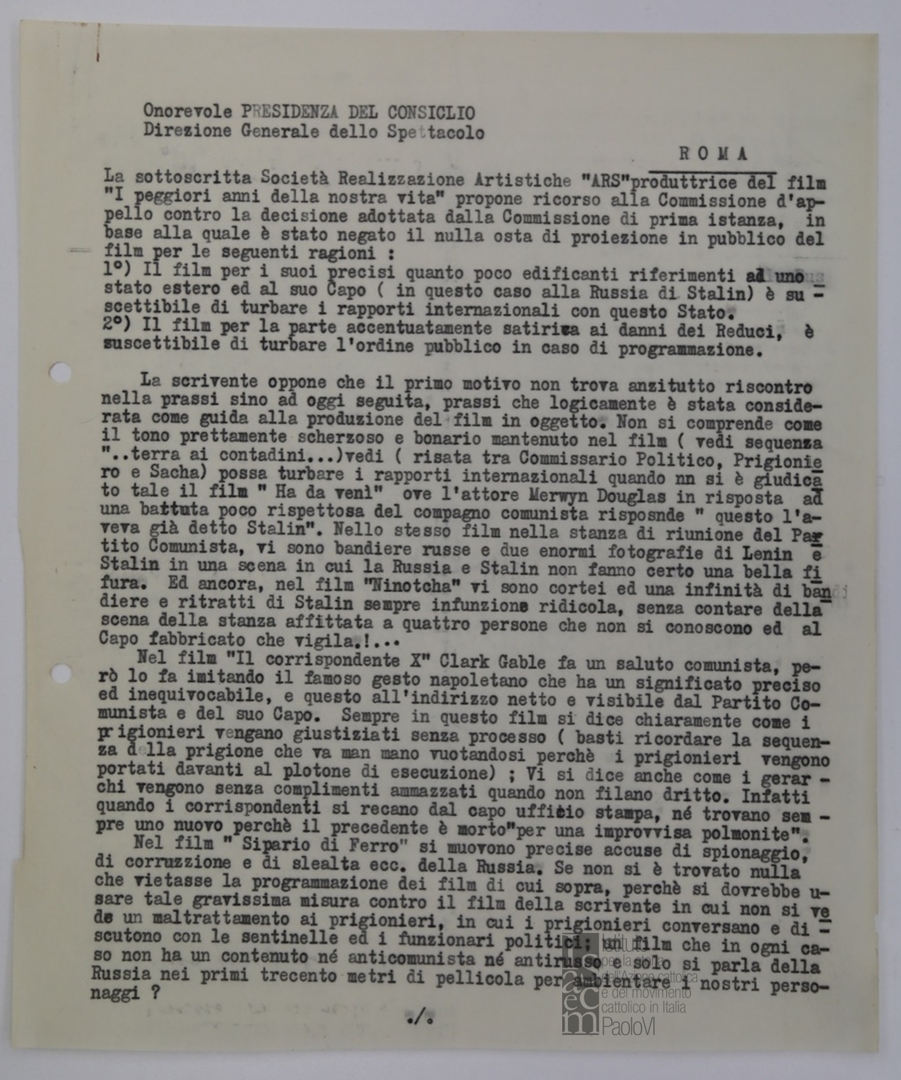 Onorevole PRESIDENZA DEL CONSIGLIO
Direzione Generale dello Spettacolo
R O M A
La sottoscritta Società Realizzazione Artistiche "ARS"produttrice del film
"I peggiori anni della nostra vita" propone ricorso alla Commissione d'ap-
pello contro la decisione adottata dalla Commissione di prima istanza, in
base alla quale è stato negato il nulla osta di proiezione in pubblico del
film per le seguenti ragioni :
1°) Il film per i suoi precisi quanto poco edificanti riferimenti ad uno
stato estero ed al suo Capo ( in questo caso alla Russia di Stalin) è su -
scettibile di turbare i rapporti internazionali con questo Stato.
2°) Il film per la parte accentuatamente satirica ai danni dei Reduci, è
suscettibile di turbare l'ordine pubblico in caso di programmazione.
La scrivente oppone che il primo motivo non trova anzitutto riscontro
nella prassi sino ad oggi seguita, prassi che logicamente è stata conside-
rata come guida alla produzione del film in oggetto. Non si comprende come
il tono prettamente scherzoso e bonario mantenuto nel film ( vedi sequenza
"..terra ai contadini...)vedi ( risata tra Commissario Politico, Prigionie
ro e Sacha) possa turbare i rapporti internazionali quando nn si è giudica
to tale il film " Ha da venì" ove l'attore Merwyn Douglas in risposta ad
una battuta poco rispettosa del compagno comunista risposnde " questo l'a-
veva già detto Stalin". Nello stesso film nella stanza di riunione del Par
tito Comunista, vi sono bandiere russe e due enormi fotografie di Lenin e
Stalin in una scena in cui la Russia e Stalin non fanno certo una bella fi
fura. Ed ancora, nel film "Ninotcha" vi sono cortei ed una infinità di ban
diere e ritratti di Stalin sempre infunzione ridicola, senza contare della
scena della stanza affittata a quattro persone che non si conoscono ed al
Capo fabbricato che vigila.!...
Nel film "Il corrispondente X" Clark Gable fa un saluto comunista, pe-
rò lo fa imitando il famoso gesto napoletano che ha un significato preciso
ed inequivocabile, e questo all'indirizzo netto e visibile dal Partito Co-
munista e del suo Capo. Sempre in questo film si dice chiaramente come i
prigionieri vengano giustiziati senza processo ( basti ricordare la sequen-
za della prigione che va man mano vuotandosi perchè i prigionieri vengono
portati davanti al plotone di esecuzione) ; Vi si dice anche come i gerar -
chi vengono senza complimenti ammazzati quando non filano dritto. Infatti
quando i corrispondenti si recano dal capo ufficio stampa, né trovano sem -
pre uno nuovo perchè il precedente è morto"per una improvvisa polmonite".
Nel film " Sipario di Ferro" si muovono precise accuse di spionaggio,
di corruzzione e di slealta ecc. della Russia. Se non si è trovato nulla
che vietasse la programmazione dei film di cui sopra, perchè si dovrebbe u-
sare tale gravissima misura contro il film della scrivente in cui non si ve
de un maltrattamento ai prigionieri, in cui i prigionieri conversano e di -
scutono con le sentinelle ed i funzionari politici; un film che in ogni ca-
so non ha un contenuto né anticomunista né antirusso e solo si parla della
Russia nei primi trecento metri di pellicola per ambientare i nostri perso-
naggi ?
./.
Istituto
per la storia
dell'Azione cattolica
e del movimento
cattolico in Italia
PaoloVI